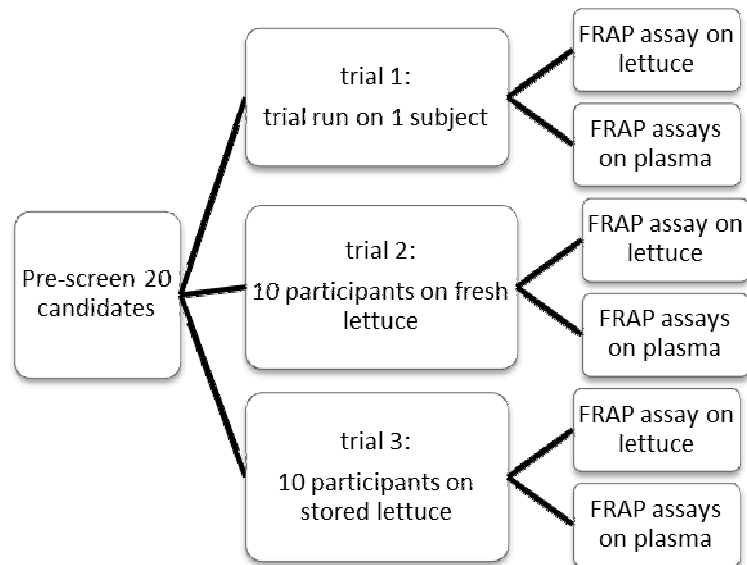 Pre-screen 20
candidates
trial 1:
trial run on 1 subject
FRAP assay on
lettuce
FRAP assays
on plasma
trial 2:
10 participants on fresh
lettuce
FRAP assay on
lettuce
FRAP assays
on plasma
trial 3:
10 participants on
stored lettuce
FRAP assay on
lettuce
FRAP assays
on plasma